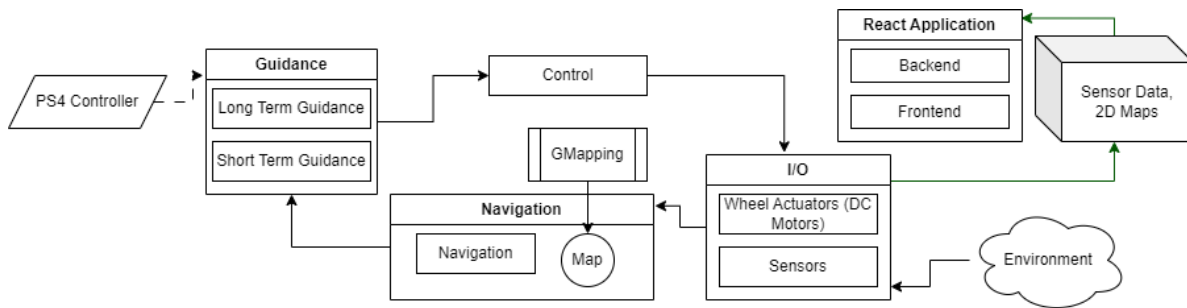 React Application
Backend
Frontend
Sensor Data,
2D Maps
Guidance
Long Term Guidance
Short Term Guidance
PS4 Controller
Control
GMapping
I/O
Wheel Actuators (DC
Motors)
Sensors
Navigation
Navigation
Map
Environment